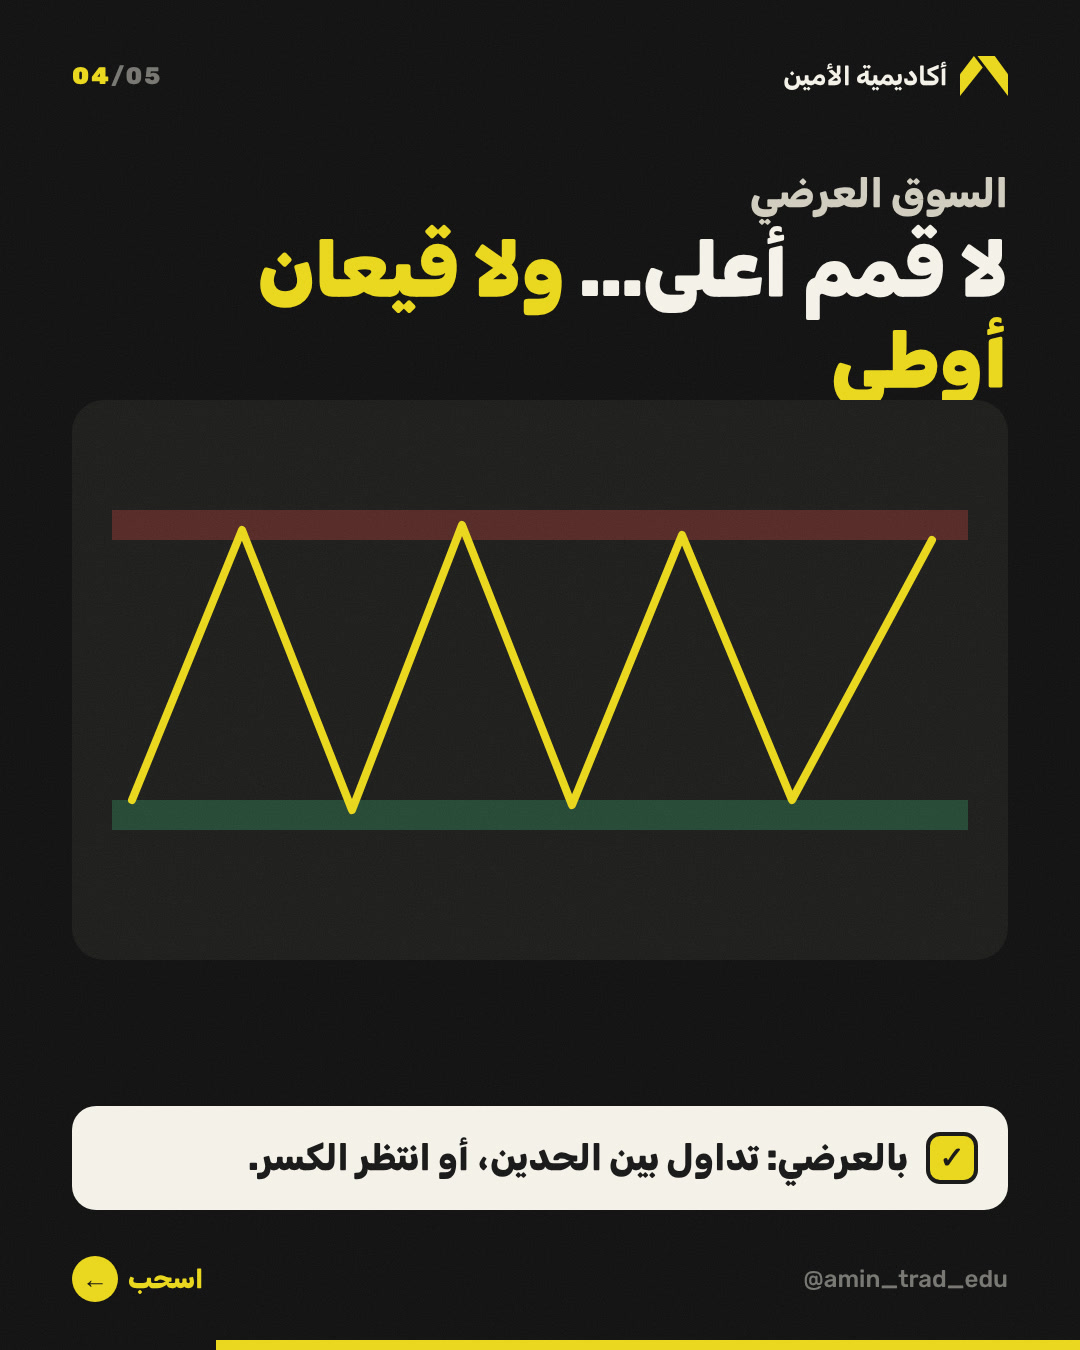 أكاديمية الأمين
04/05
السوق العرضي
لا قمم أعلى... ولا قيعان
أوطى
✓ بالعرضي: تداول بين الحدين، أو انتظر الكسر.
@amin_trad_edu
اسحب ←